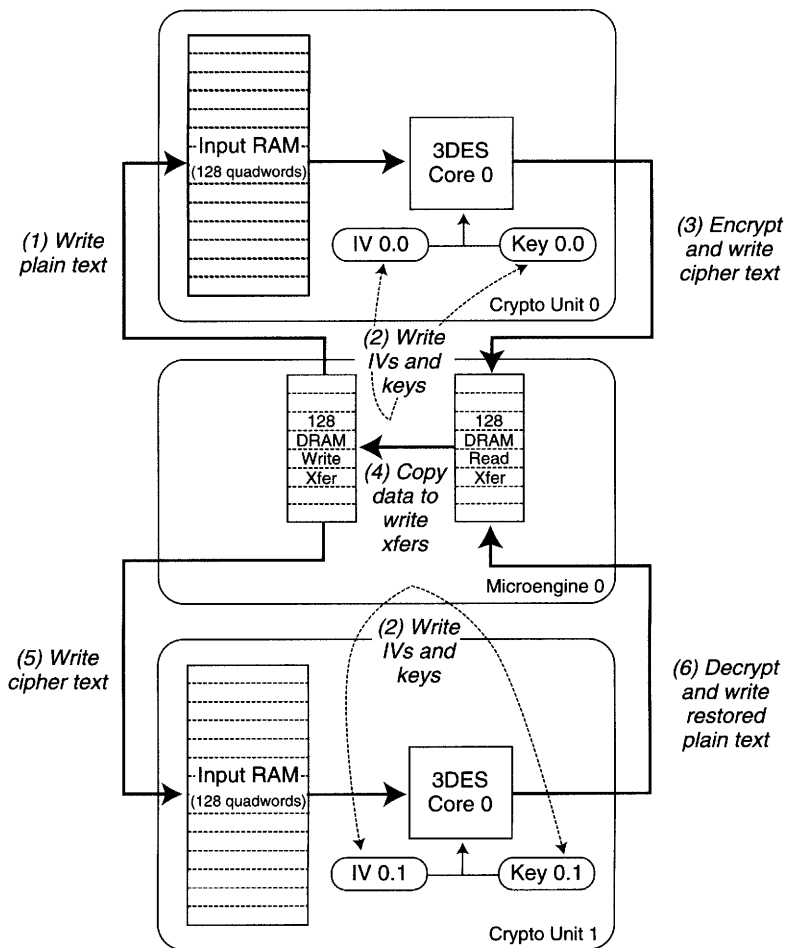 Input RAM
(128 quadwords)
3DES
Core 0
IV 0.0
Key 0.0
Crypto Unit 0
(1) Write
plain text
(3) Encrypt
and write
cipher text
(2) Write
IVs and
keys
128
DRAM
Write
Xfer
128
DRAM
Read
Xfer
(4) Copy
data to
write
xfers
Microengine 0
(5) Write
cipher text
(2) Write
IVs and
keys
(6) Decrypt
and write
restored
plain text
Input RAM
(128 quadwords)
3DES
Core 0
IV 0.1
Key 0.1
Crypto Unit 1